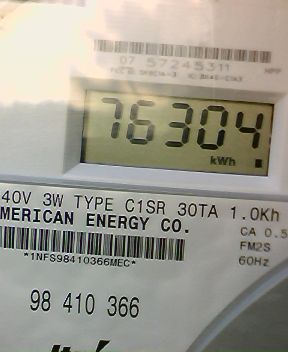 07 57245311
76304
kWh
40V 3W TYPE C1SR 30TA 1.0Kh
MERICAN ENERGY CO.
CA 0.5
FM2S
60Hz
*1NFS98410366MEC*
98 410 366